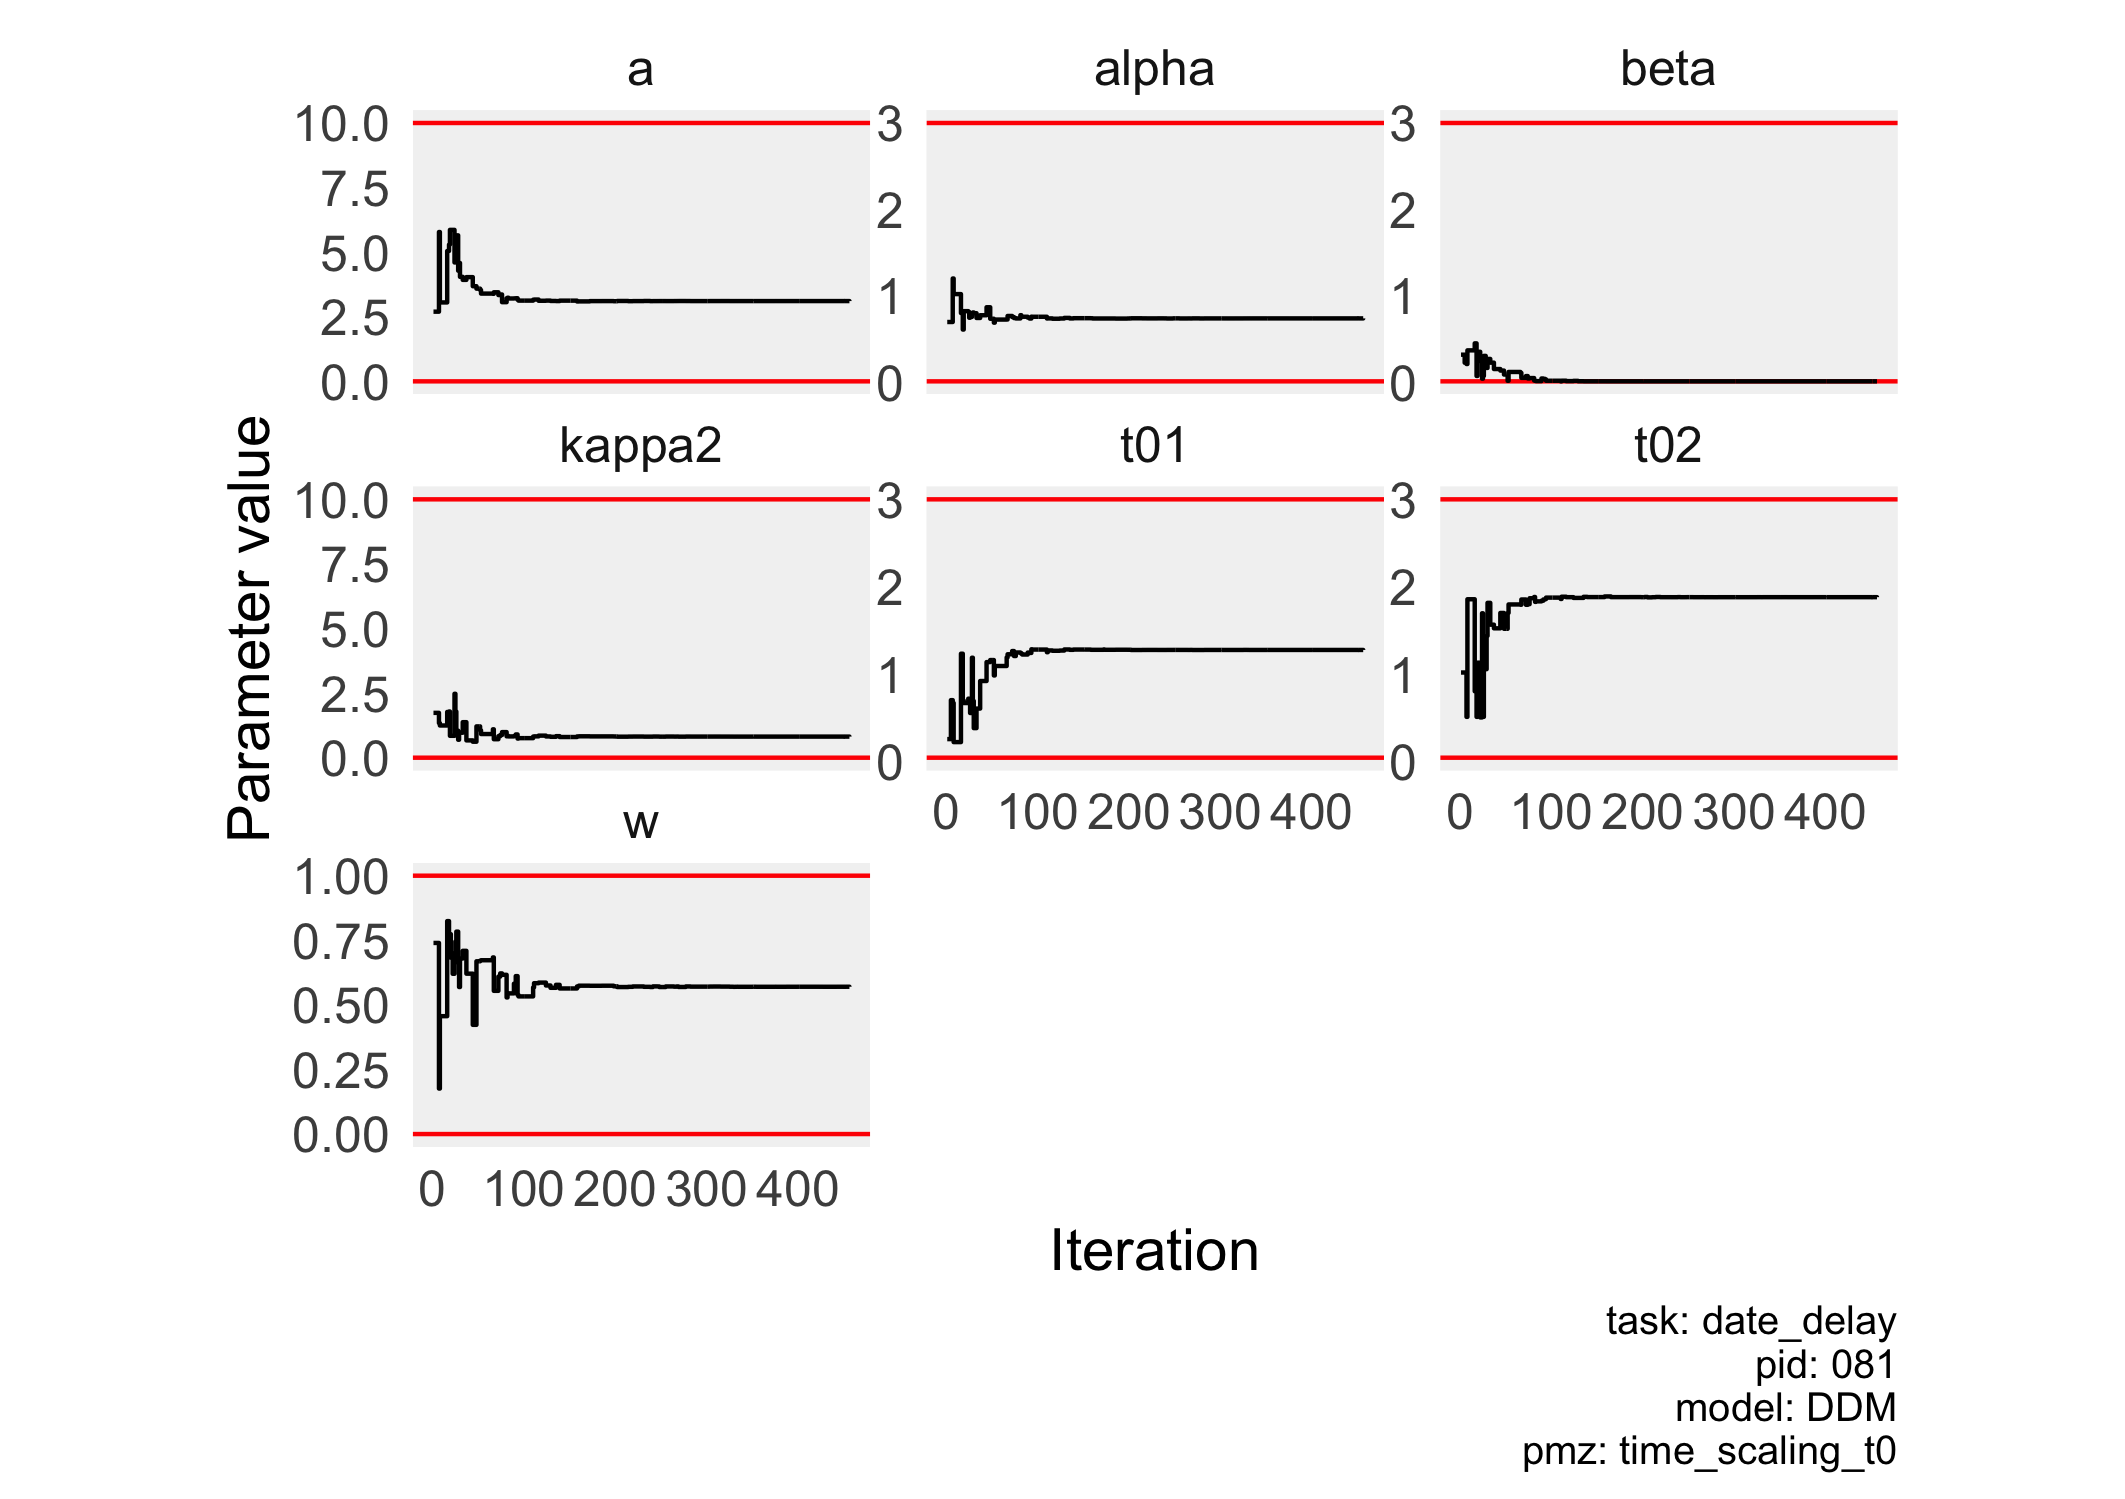 a
alpha
beta
10.0
7.5
5.0
2.5
0.0
3
2
1
0
3
2
1
0
kappa2
t01
t02
10.0
7.5
5.0
2.5
0.0
3
2
1
0
3
2
1
0
0 100 200 300 400
0 100 200 300 400
w
1.00
0.75
0.50
0.25
0.00
0 100 200 300 400
Parameter value
Iteration
task: date_delay
pid: 081
model: DDM
pmz: time_scaling_t0